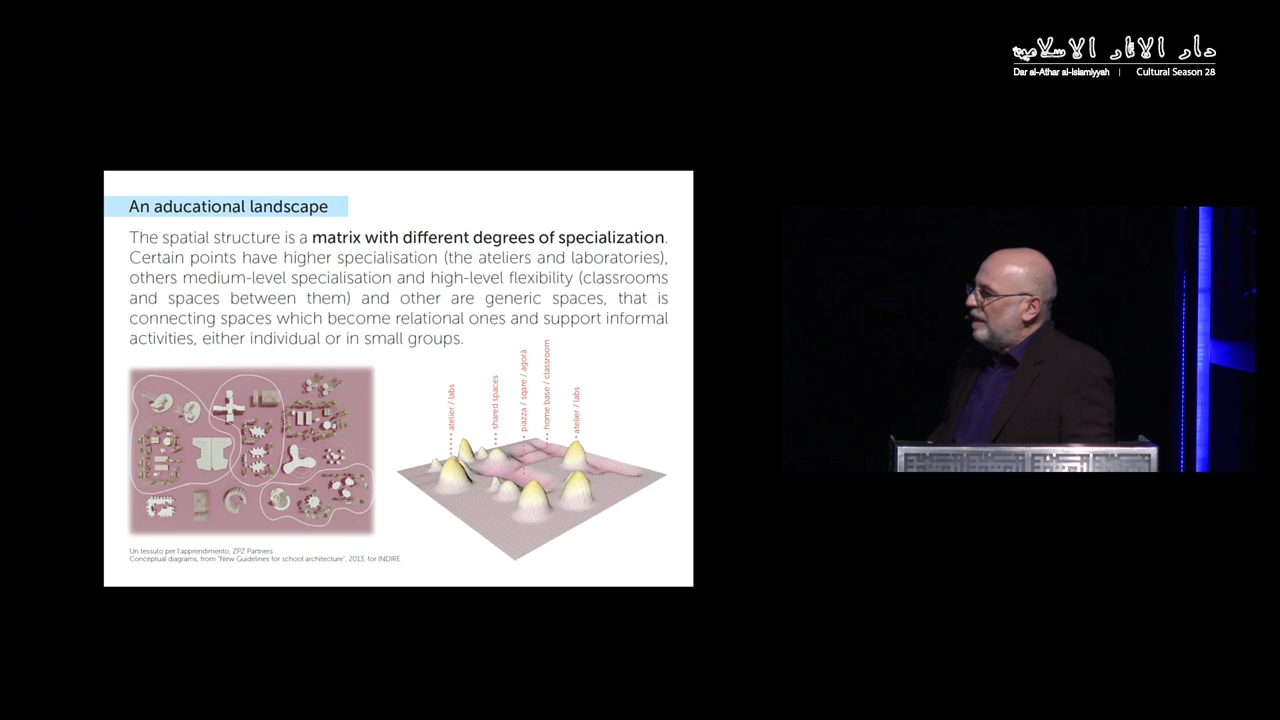 دار الآثار الإسلامية
Dar al-Athar al-Islamiyyah | Cultural Season 28
An aducational landscape
The spatial structure is a matrix with different degrees of specialization.
Certain points have higher specialisation (the ateliers and laboratories),
others medium-level specialisation and high-level flexibility (classrooms
and spaces between them) and other are generic spaces, that is
connecting spaces which become relational ones and support informal
activities, either individual or in small groups.
atelier / labs
shared spaces
piazza / sqare / agorà
home base / classroom
atelier / labs
Un tessuto per l'apprendimento, ZPZ Partners
Conceptual diagrams, from "New Guidelines for school architecture", 2013, for INDIRE